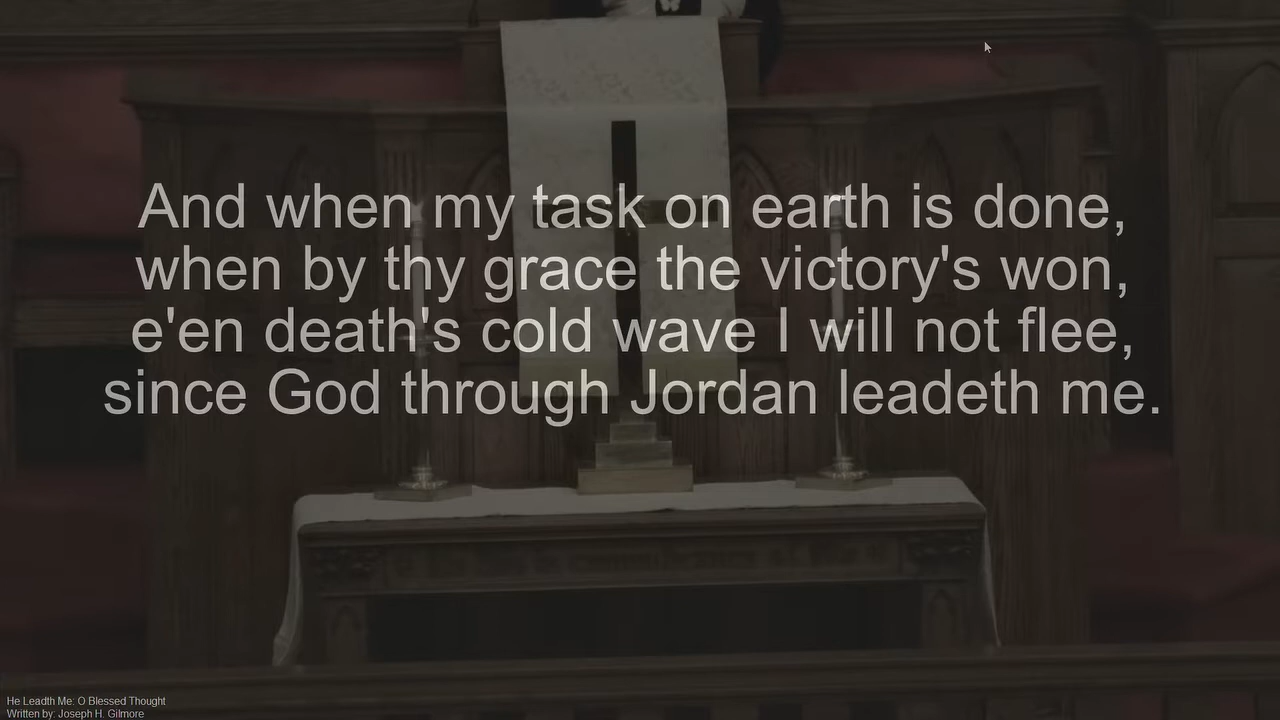 And when my task on earth is done,
when by thy grace the victory's won,
e'en death's cold wave I will not flee,
since God through Jordan leadeth me.
He Leadth Me: O Blessed Thought
Written by: Joseph H. Gilmore